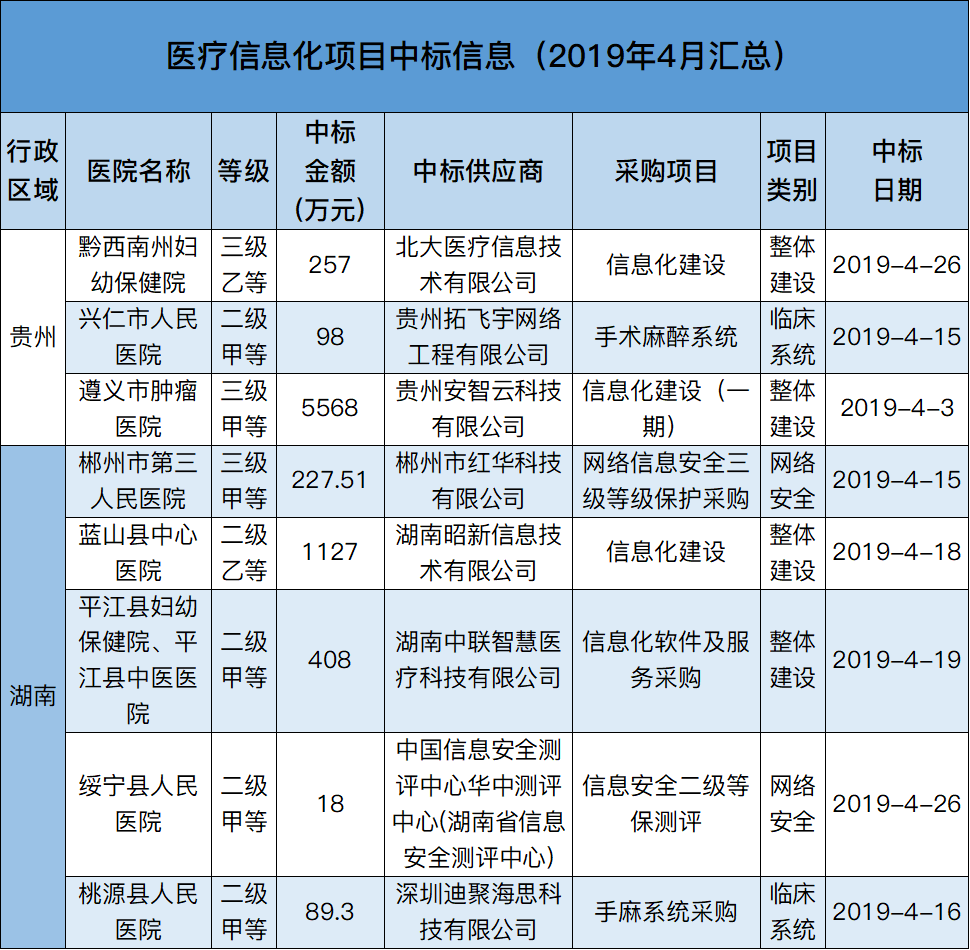 医疗信息化项目中标信息（2019年4月汇总）
行政
区域
医院名称
等级
中标
金额
(万元)
中标供应商
采购项目
项目
类别
中标
日期
贵州
黔西南州妇
幼保健院
三级
乙等
257
北大医疗信息技
术有限公司
信息化建设
整体
建设
2019-4-26
兴仁市人民
医院
二级
甲等
98
贵州拓飞宇网络
工程有限公司
手术麻醉系统
临床
系统
2019-4-15
遵义市肿瘤
医院
三级
甲等
5568
贵州安智云科技
有限公司
信息化建设（一
期）
整体
建设
2019-4-3
湖南
郴州市第三
人民医院
三级
甲等
227.51
郴州市红华科技
有限公司
网络信息安全三
级等级保护采购
网络
安全
2019-4-15
蓝山县中心
医院
二级
乙等
1127
湖南昭新信息技
术有限公司
信息化建设
整体
建设
2019-4-18
平江县妇幼
保健院、平
江县中医医
院
二级
甲等
408
湖南中联智慧医
疗科技有限公司
信息化软件及服
务采购
整体
建设
2019-4-19
绥宁县人民
医院
二级
甲等
18
中国信息安全测
评中心华中测评
中心(湖南省信息
安全测评中心)
信息安全二级等
保测评
网络
安全
2019-4-26
桃源县人民
医院
二级
甲等
89.3
深圳迪聚海思科
技有限公司
手麻系统采购
临床
系统
2019-4-16